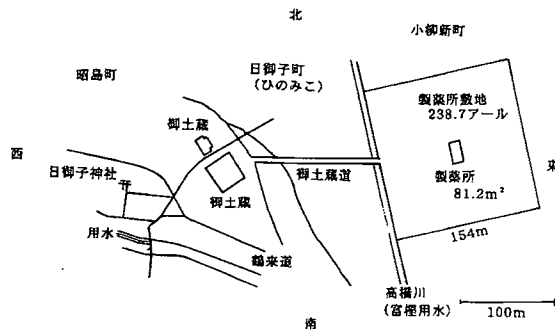 北
小柳新町
昭島町
日御子町
（ひのみこ）
製薬所敷地
238.7アール
御土蔵
西
日御子神社
御土蔵
御土蔵道
製薬所
81.2m²
東
154m
用水
鶴来道
高橋川
（富樫用水）
100m
南